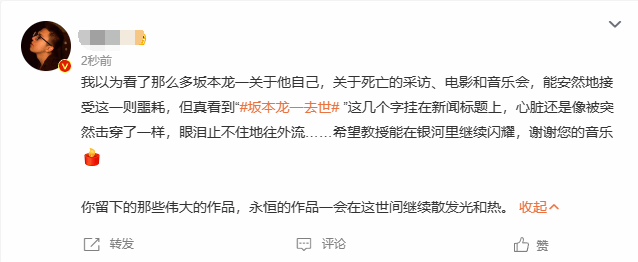 2秒前
我以为看了那么多坂本龙一关于他自己，关于死亡的采访、电影和音乐会，能安然地接
受这一则噩耗，但真看到“#坂本龙一去世# ”这几个字挂在新闻标题上，心脏还是像被突
然击穿了一样，眼泪止不住地往外流……希望教授能在银河里继续闪耀，谢谢您的音乐
你留下的那些伟大的作品，永恒的作品一会在这世间继续散发光和热。 收起
转发 评论 赞